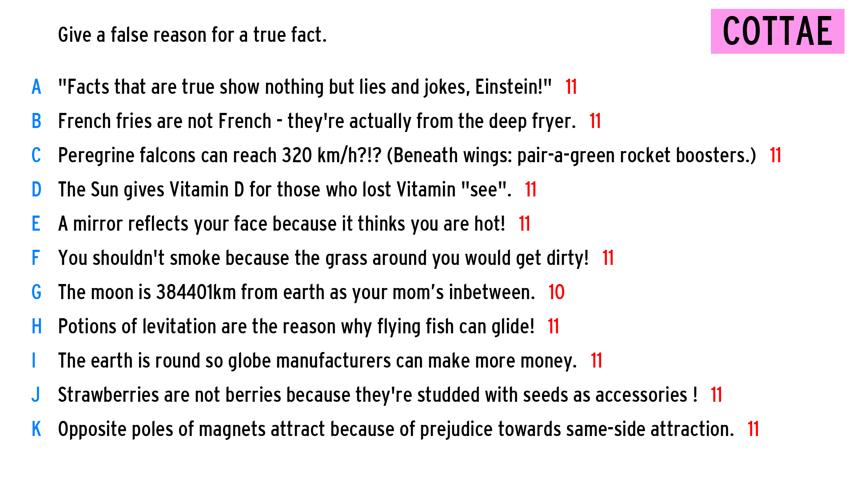 Give a false reason for a true fact.
COTTAE
A "Facts that are true show nothing but lies and jokes, Einstein!" 11
B French fries are not French - they're actually from the deep fryer. 11
C Peregrine falcons can reach 320 km/h?!? (Beneath wings: pair-a-green rocket boosters.) 11
D The Sun gives Vitamin D for those who lost Vitamin "see". 11
E A mirror reflects your face because it thinks you are hot! 11
F You shouldn't smoke because the grass around you would get dirty! 11
G The moon is 384401km from earth as your mom’s inbetween. 10
H Potions of levitation are the reason why flying fish can glide! 11
I The earth is round so globe manufacturers can make more money. 11
J Strawberries are not berries because they're studded with seeds as accessories ! 11
K Opposite poles of magnets attract because of prejudice towards same-side attraction. 11